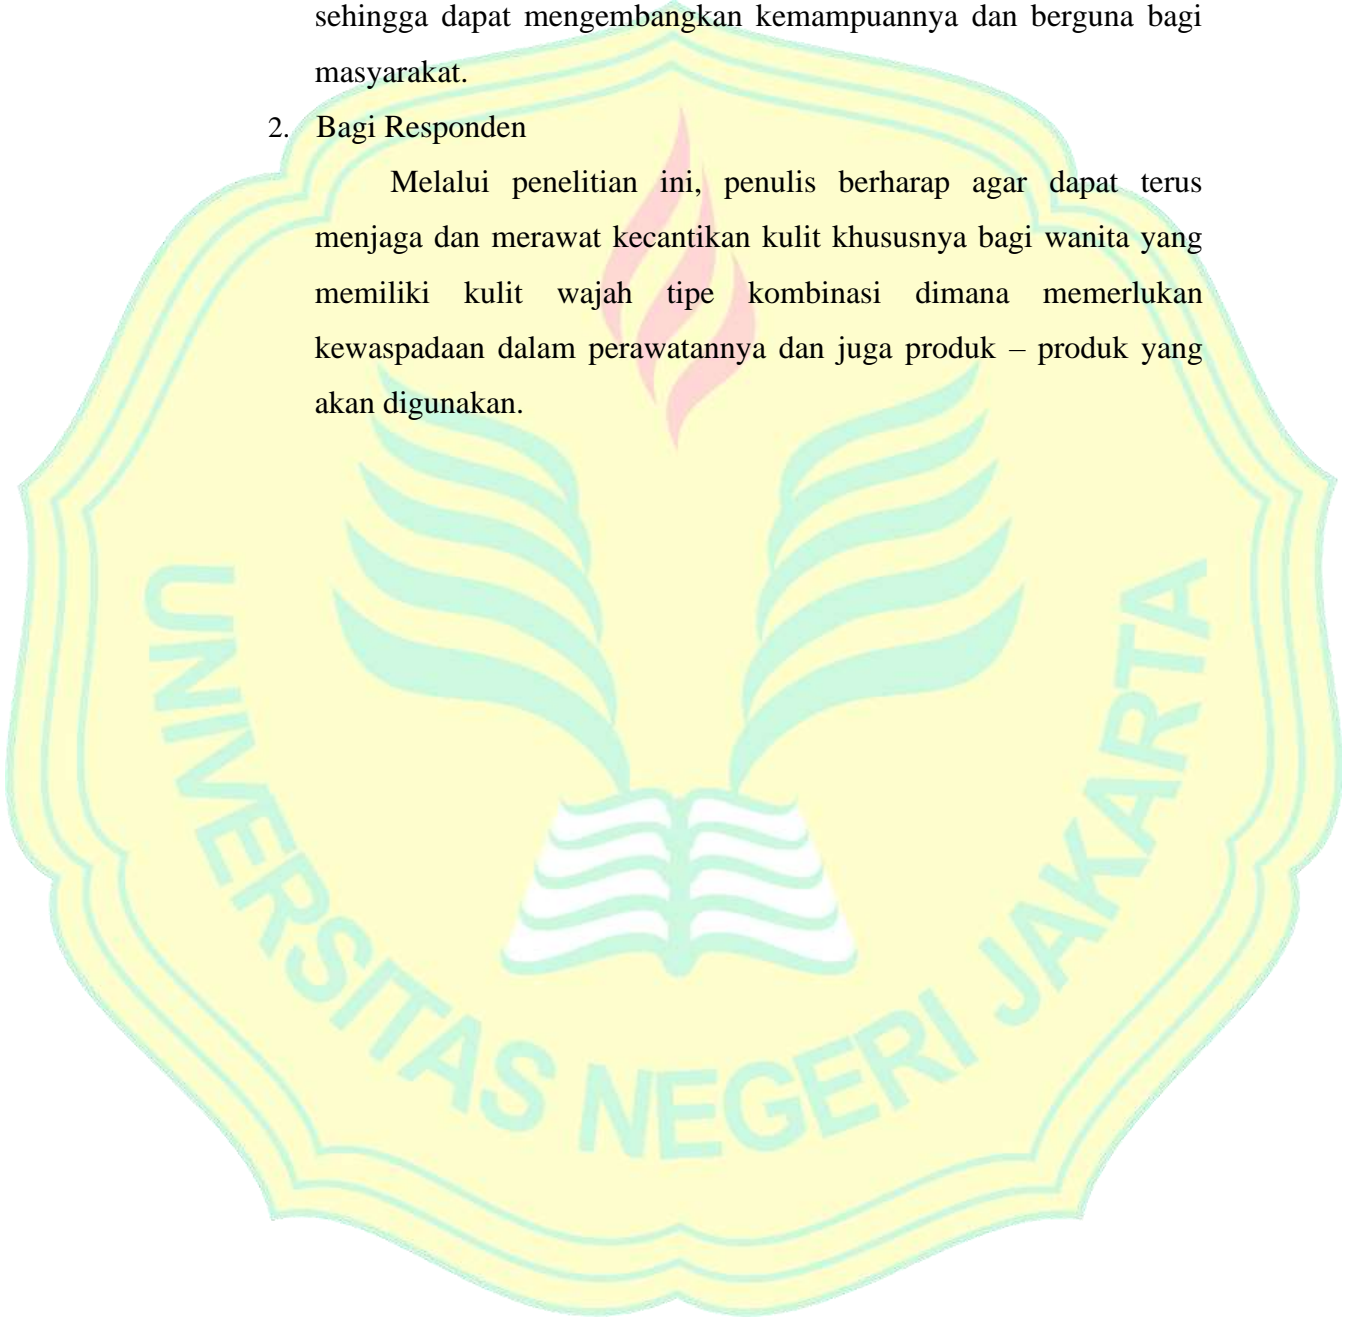 sehingga dapat mengembangkan kemampuannya dan berguna bagi
masyarakat.
2. Bagi Responden
Melalui penelitian ini, penulis berharap agar dapat terus
menjaga dan merawat kecantikan kulit khususnya bagi wanita yang
memiliki kulit wajah tipe kombinasi dimana memerlukan
kewaspadaan dalam perawatannya dan juga produk – produk yang
akan digunakan.
UNIVERSITAS NEGERI JAKARTA